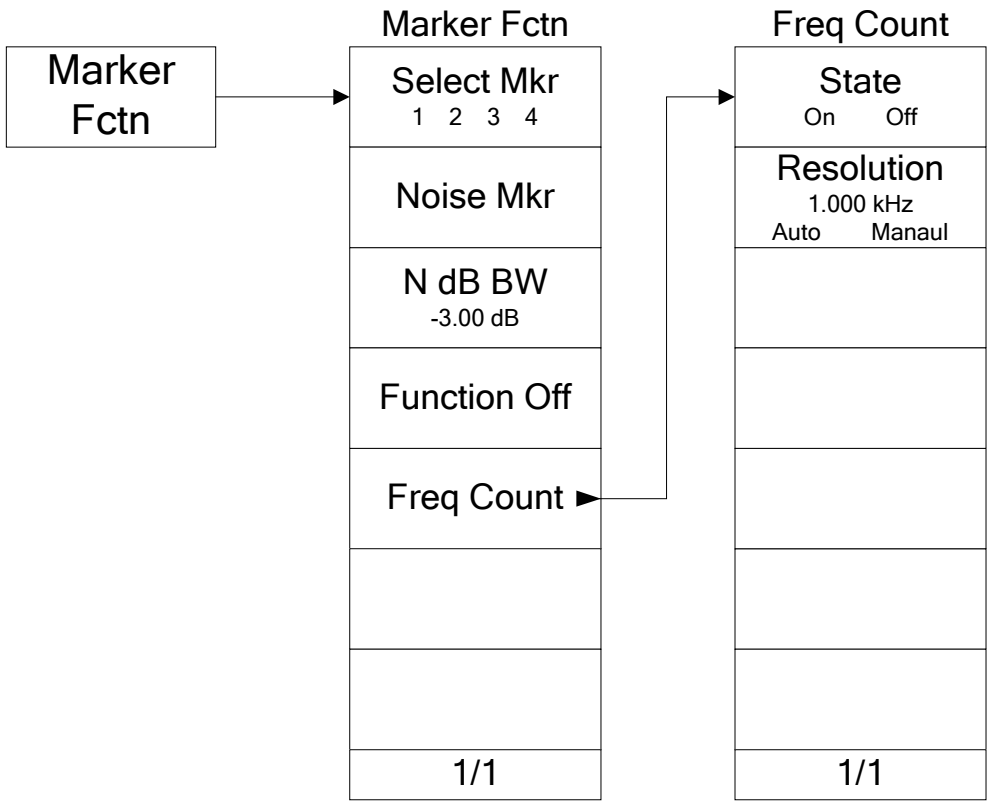 Marker
Fctn
Marker Fctn
Select Mkr
1 2 3 4
Noise Mkr
N dB BW
-3.00 dB
Function Off
Freq Count
1/1
Freq Count
State
On Off
Resolution
1.000 kHz
Auto Manaul
1/1